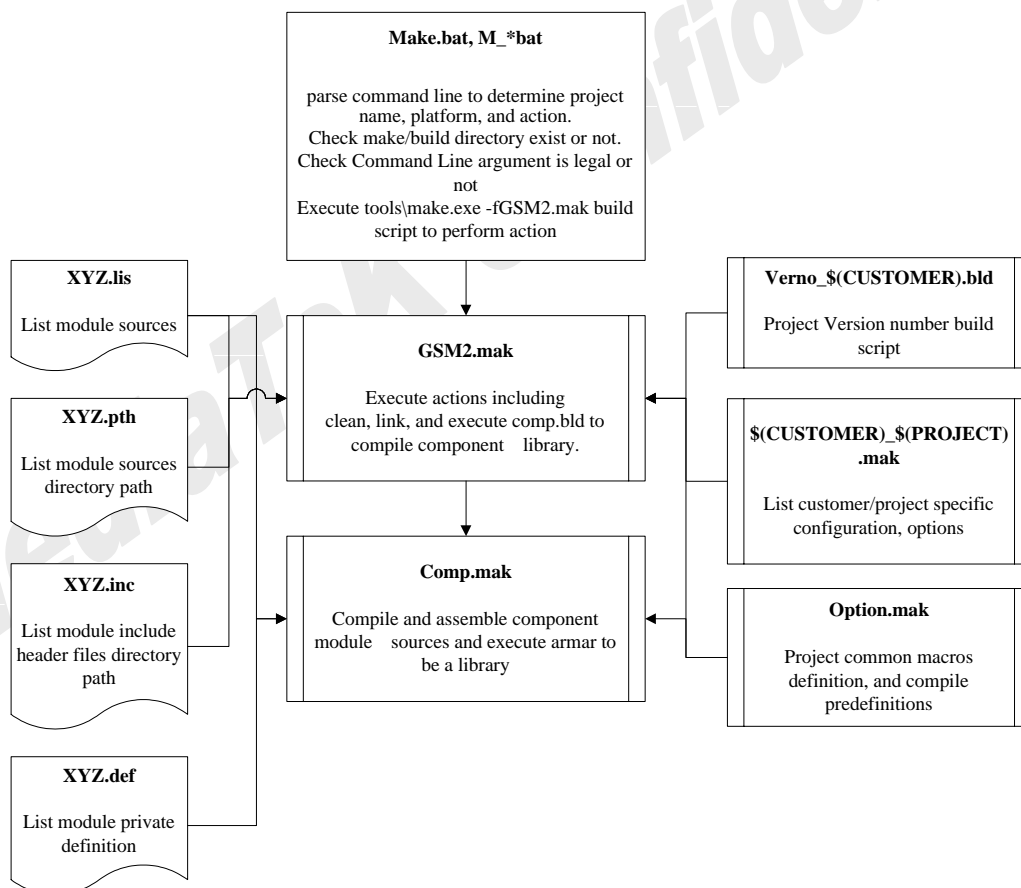 Make.bat, M_*bat
parse command line to determine project
name, platform, and action.
Check make/build directory exist or not.
Check Command Line argument is legal or
not
Execute tools\make.exe -fGSM2.mak build
script to perform action
XYZ.lis
List module sources
XYZ.pth
List module sources
directory path
XYZ.inc
List module include
header files directory
path
XYZ.def
List module private
definition
GSM2.mak
Execute actions including
clean, link, and execute comp.bld to
compile component library.
Comp.mak
Compile and assemble component
module sources and execute armar to
be a library
Verno_$(CUSTOMER).bld
Project Version number build
script
$(CUSTOMER)_$(PROJECT)
.mak
List customer/project specific
configuration, options
Option.mak
Project common macros
definition, and compile
predefinitions